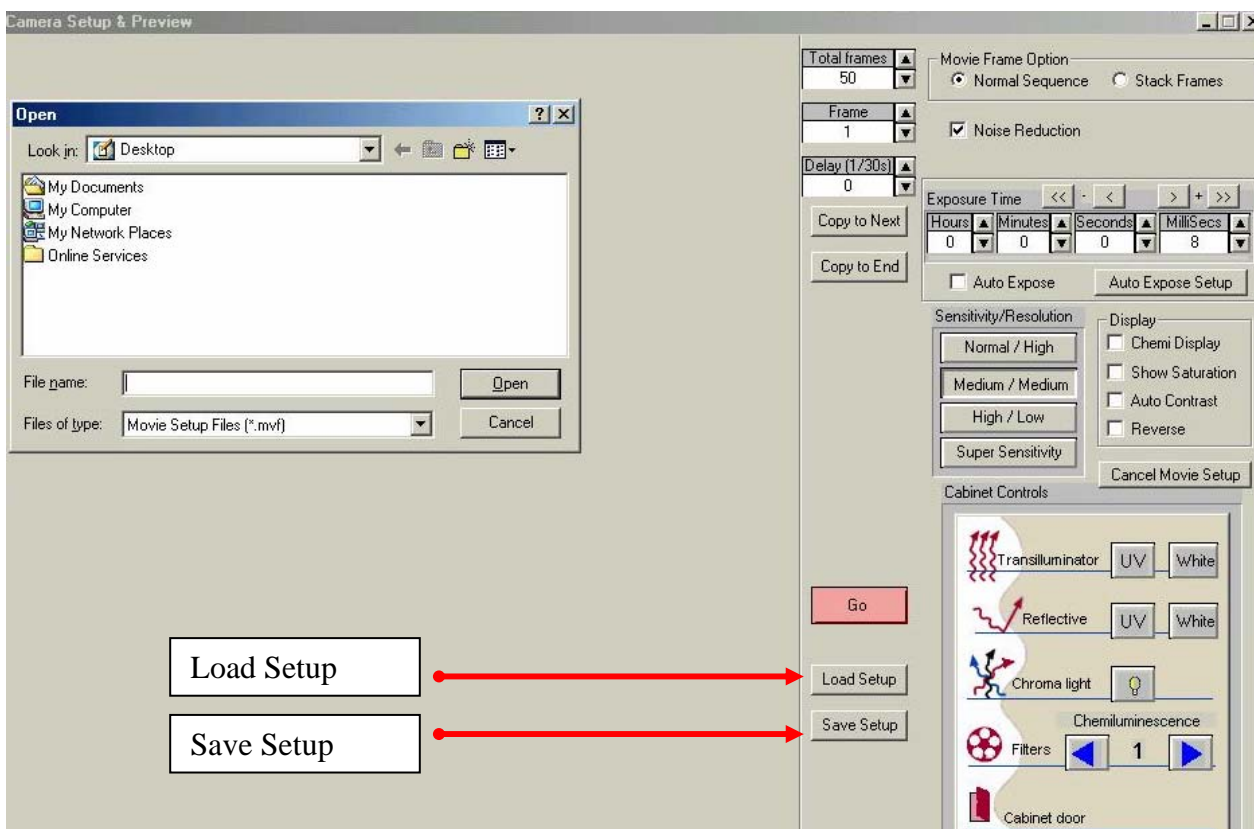 Camera Setup & Preview
Open
Look in: Desktop
My Documents
My Computer
My Network Places
Online Services
File name:
Open
Files of type: Movie Setup Files (*.mvf)
Cancel
Load Setup
Save Setup
Total frames
50
Frame
1
Delay (1/30s)
0
Copy to Next
Copy to End
Go
Load Setup
Save Setup
Movie Frame Option
Normal Sequence Stack Frames
Noise Reduction
Exposure Time << - < > + >>
Hours Minutes Seconds MilliSecs
0 0 0 8
Auto Expose Auto Expose Setup
Sensitivity/Resolution
Normal / High
Medium / Medium
High / Low
Super Sensitivity
Display
Chemi Display
Show Saturation
Auto Contrast
Reverse
Cancel Movie Setup
Cabinet Controls
Transilluminator UV White
Reflective UV White
Chroma light
Chemiluminescence
Filters 1
Cabinet door